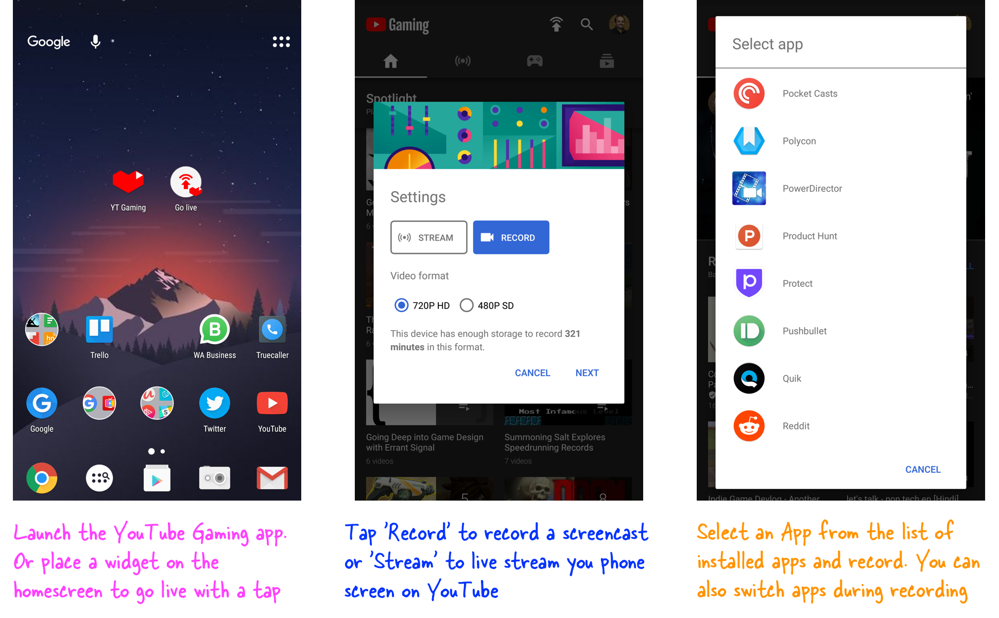 Google
YT Gaming
Go live
Trello
WA Business
Truecaller
hn
Google
Twitter
YouTube
Launch the YouTube Gaming app.
Or place a widget on the
homescreen to go live with a tap
Gaming
Spotlight
Settings
STREAM
RECORD
Video format
720P HD
480P SD
This device has enough storage to record 321
minutes in this format.
CANCEL
NEXT
Most Infamous Level
Going Deep into Game Design
with Errant Signal
6 videos
Summoning Salt Explores
Speedrunning Records
7 videos
5
8
Tap 'Record' to record a screencast
or 'Stream' to live stream you phone
screen on YouTube
Select app
Pocket Casts
Polycon
PowerDirector
Product Hunt
Protect
Pushbullet
Quik
Reddit
CANCEL
Indie Game Devlog - Another
let's talk - non tech ep [Hindi]
Select an App from the list of
installed apps and record. You can
also switch apps during recording